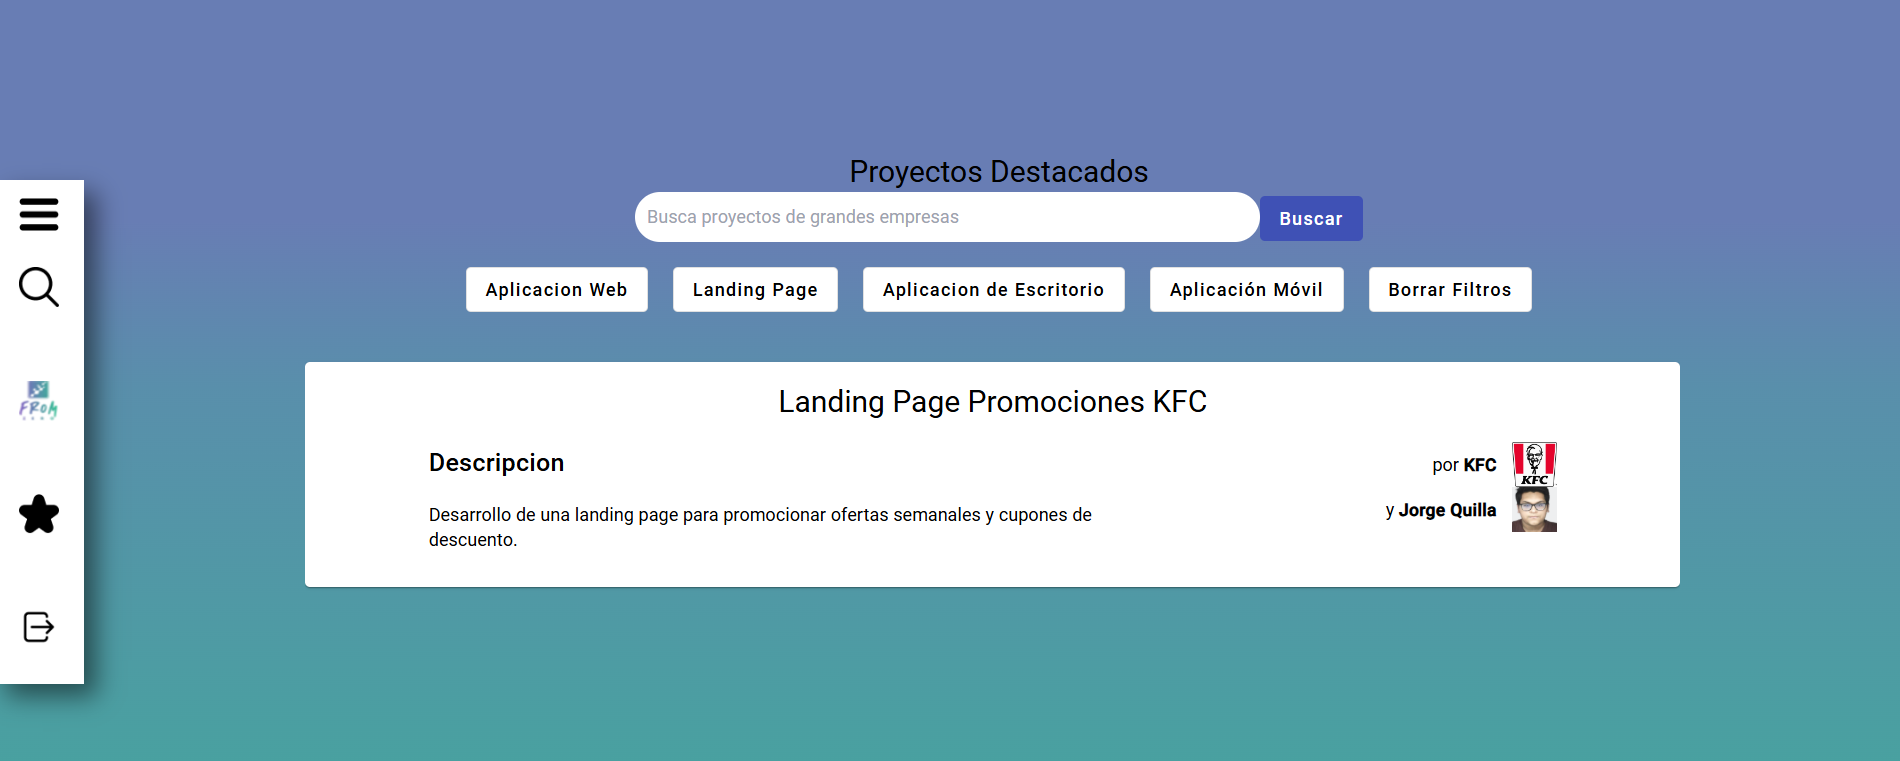 Proyectos Destacados
Busca proyectos de grandes empresas
Buscar
Aplicacion Web
Landing Page
Aplicacion de Escritorio
Aplicación Móvil
Borrar Filtros
FROM
Landing Page Promociones KFC
Descripcion
por KFC
KFC
y Jorge Quilla
Desarrollo de una landing page para promocionar ofertas semanales y cupones de
descuento.